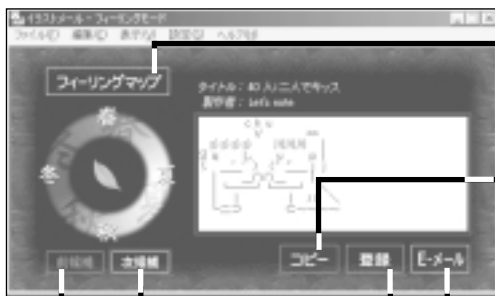 イラストメール - フィーリングモード
ファイル(F) 編集(E) 表示(V) 設定(S) ヘルプ(H)
フィーリングマップ
タイトル : 40 人:二人でキッス
製作者 : Let's note
春
冬 夏
秋
chu
前候補 次候補
コピー 登録 E-メール